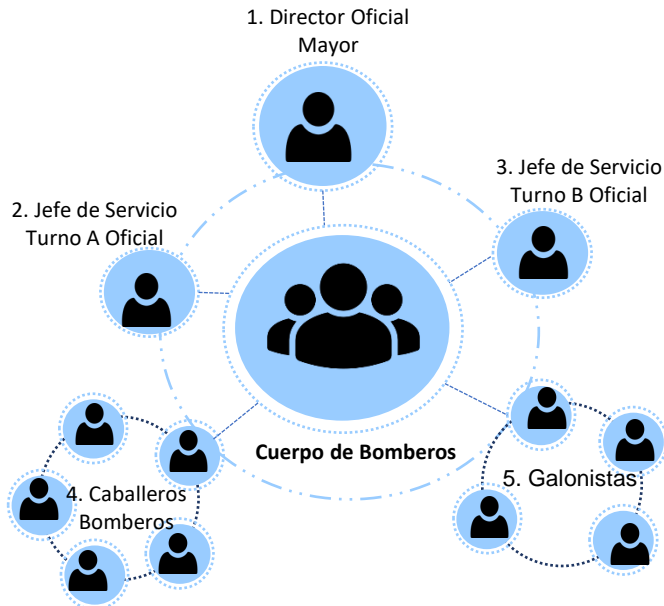 1. Director Oficial
Mayor
2. Jefe de Servicio
Turno A Oficial
3. Jefe de Servicio
Turno B Oficial
Cuerpo de Bomberos
4. Caballeros
Bomberos
5. Galonistas